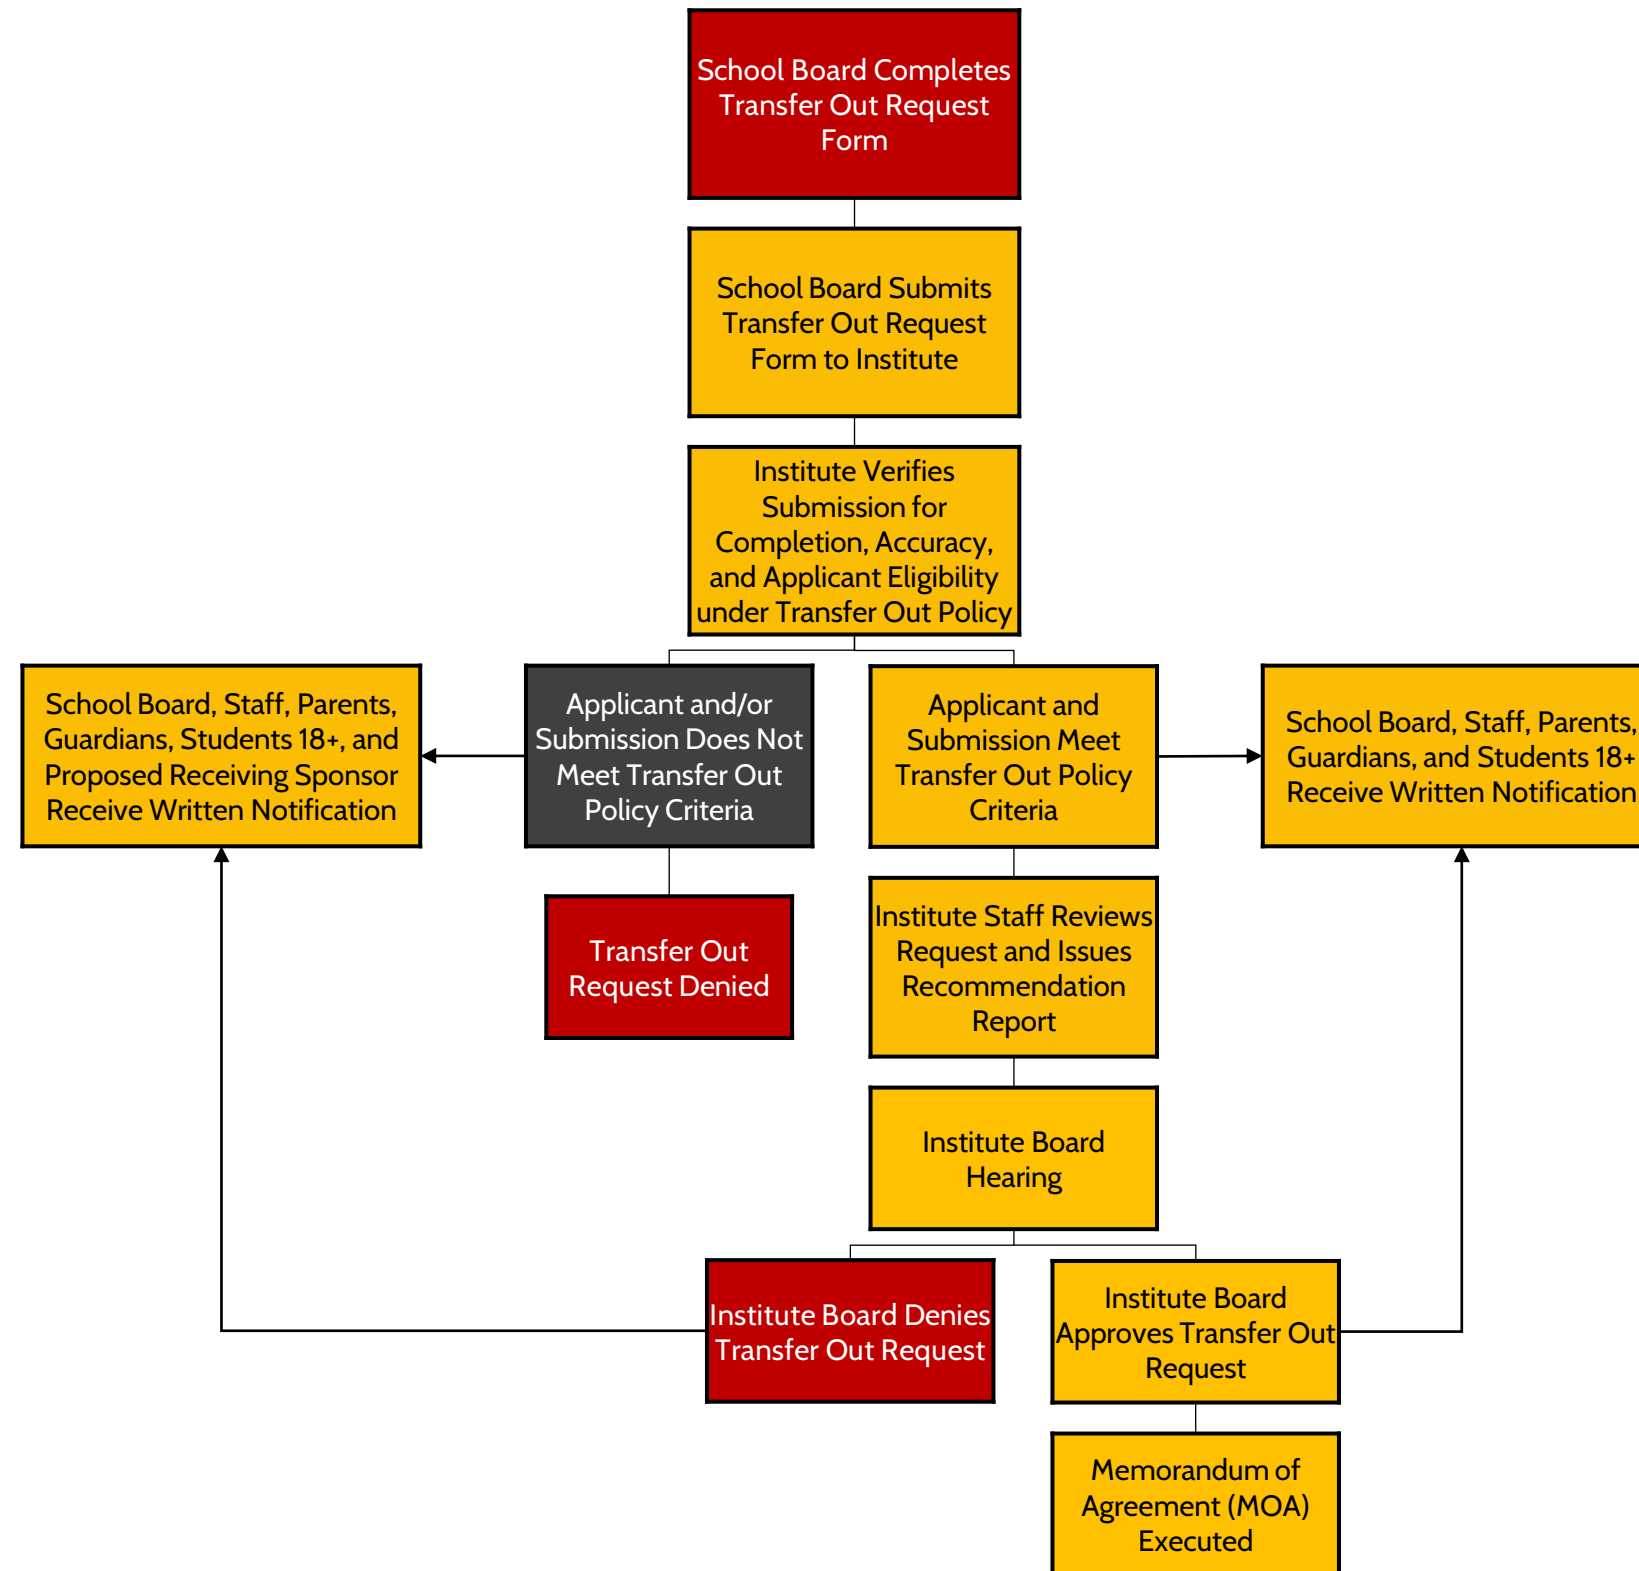 School Board Completes
Transfer Out Request
Form
School Board Submits
Transfer Out Request
Form to Institute
Institute Verifies
Submission for
Completion, Accuracy,
and Applicant Eligibility
under Transfer Out Policy
School Board, Staff, Parents,
Guardians, Students 18+, and
Proposed Receiving Sponsor
Receive Written Notification
Applicant and/or
Submission Does Not
Meet Transfer Out
Policy Criteria
Applicant and
Submission Meet
Transfer Out Policy
Criteria
School Board, Staff, Parents,
Guardians, and Students 18+
Receive Written Notification
Transfer Out
Request Denied
Institute Staff Reviews
Request and Issues
Recommendation
Report
Institute Board
Hearing
Institute Board Denies
Transfer Out Request
Institute Board
Approves Transfer Out
Request
Memorandum of
Agreement (MOA)
Executed